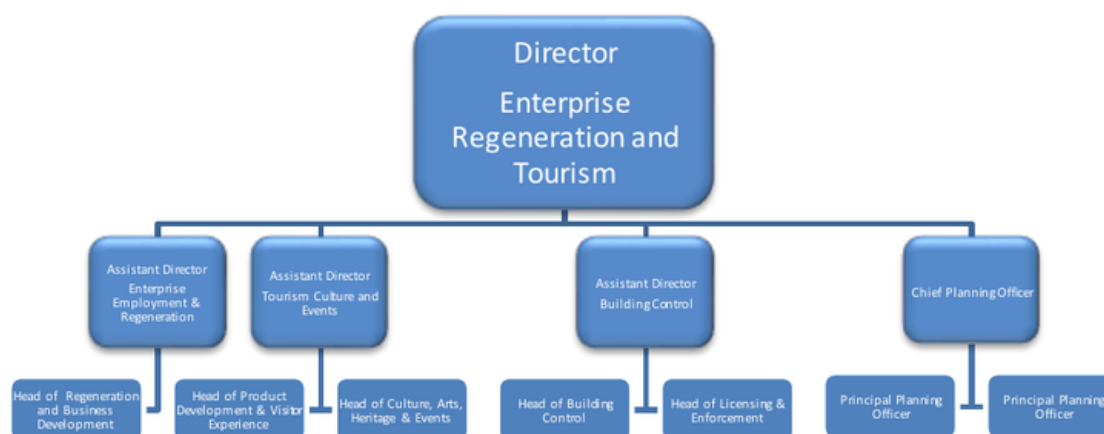 Director
Enterprise
Regeneration and
Tourism
Assistant Director
Enterprise
Employment &
Regeneration
Assistant Director
Tourism Culture and
Events
Assistant Director
Building Control
Chief Planning Officer
Head of Regeneration
and Business
Development
Head of Product
Development & Visitor
Experience
Head of Culture, Arts,
Heritage & Events
Head of Building
Control
Head of Licensing &
Enforcement
Principal Planning
Officer
Principal Planning
Officer